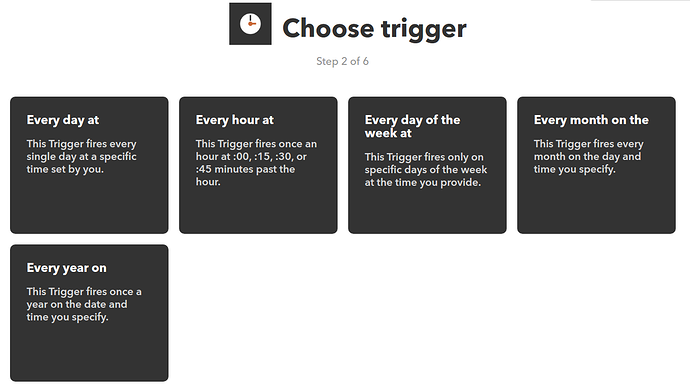 Choose trigger
Step 2 of 6
Every day at
This Trigger fires every
single day at a specific
time set by you.
Every hour at
This Trigger fires once an
hour at :00, :15, :30, or
:45 minutes past the
hour.
Every day of the
week at
This Trigger fires only on
specific days of the week
at the time you provide.
Every month on the
This Trigger fires every
month on the day and
time you specify.
Every year on
This Trigger fires once a
year on the date and
time you specify.